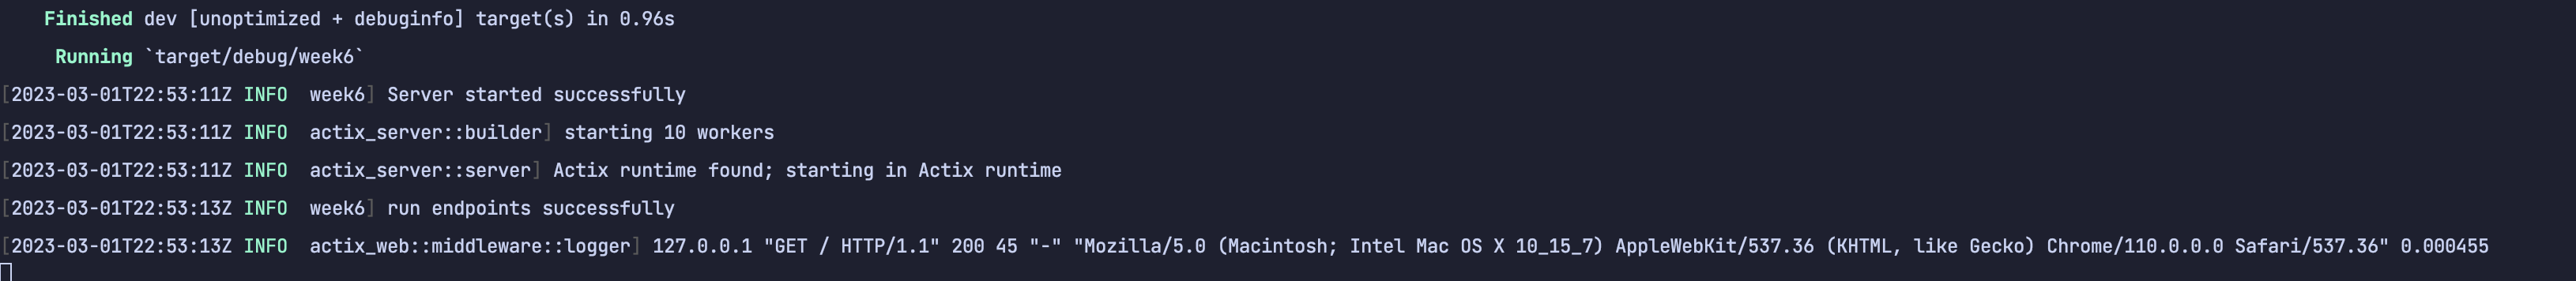 Finished dev [unoptimized + debuginfo] target(s) in 0.96s
Running `target/debug/week6`
[2023-03-01T22:53:11Z INFO  week6] Server started successfully
[2023-03-01T22:53:11Z INFO  actix_server::builder] starting 10 workers
[2023-03-01T22:53:11Z INFO  actix_server::server] Actix runtime found; starting in Actix runtime
[2023-03-01T22:53:13Z INFO  week6] run endpoints successfully
[2023-03-01T22:53:13Z INFO  actix_web::middleware::logger] 127.0.0.1 "GET / HTTP/1.1" 200 45 "-" "Mozilla/5.0 (Macintosh; Intel Mac OS X 10_15_7) AppleWebKit/537.36 (KHTML, like Gecko) Chrome/110.0.0.0 Safari/537.36" 0.000455